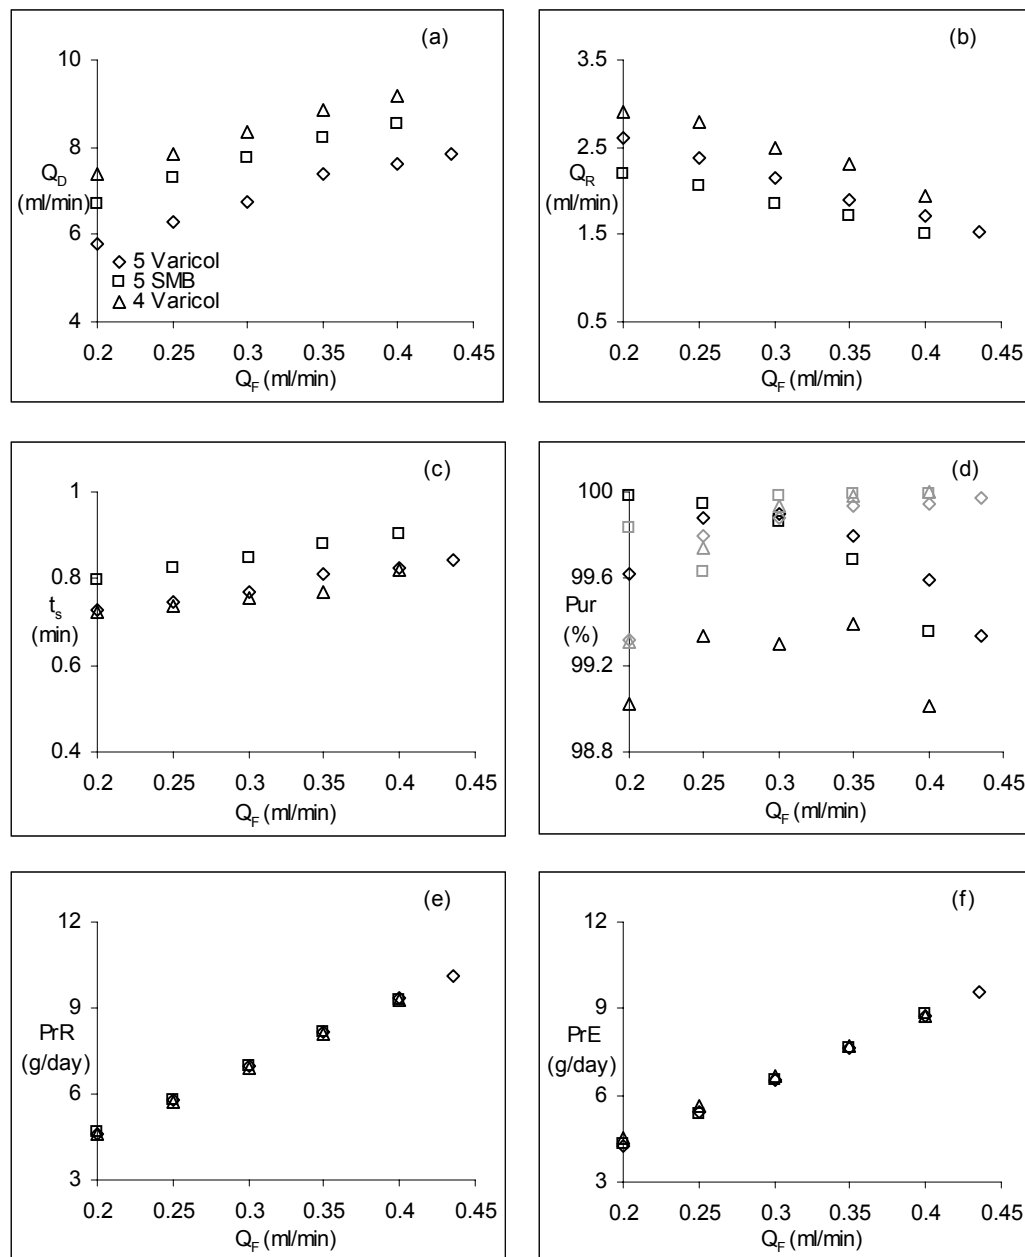 (a)
10
8
Q_D
(ml/min)
6
5 Varicol
5 SMB
4 Varicol
4
0.2 0.25 0.3 0.35 0.4 0.45
Q_F (ml/min)
(b)
3.5
2.5
Q_R
(ml/min)
1.5
0.5
0.2 0.25 0.3 0.35 0.4 0.45
Q_F (ml/min)
(c)
1
0.8
t_s
(min)
0.6
0.4
0.2 0.25 0.3 0.35 0.4 0.45
Q_F (ml/min)
(d)
100
99.6
Pur
(%)
99.2
98.8
0.2 0.25 0.3 0.35 0.4 0.45
Q_F (ml/min)
(e)
12
9
PrR
(g/day)
6
3
0.2 0.25 0.3 0.35 0.4 0.45
Q_F (ml/min)
(f)
12
9
PrE
(g/day)
6
3
0.2 0.25 0.3 0.35 0.4 0.45
Q_F (ml/min)